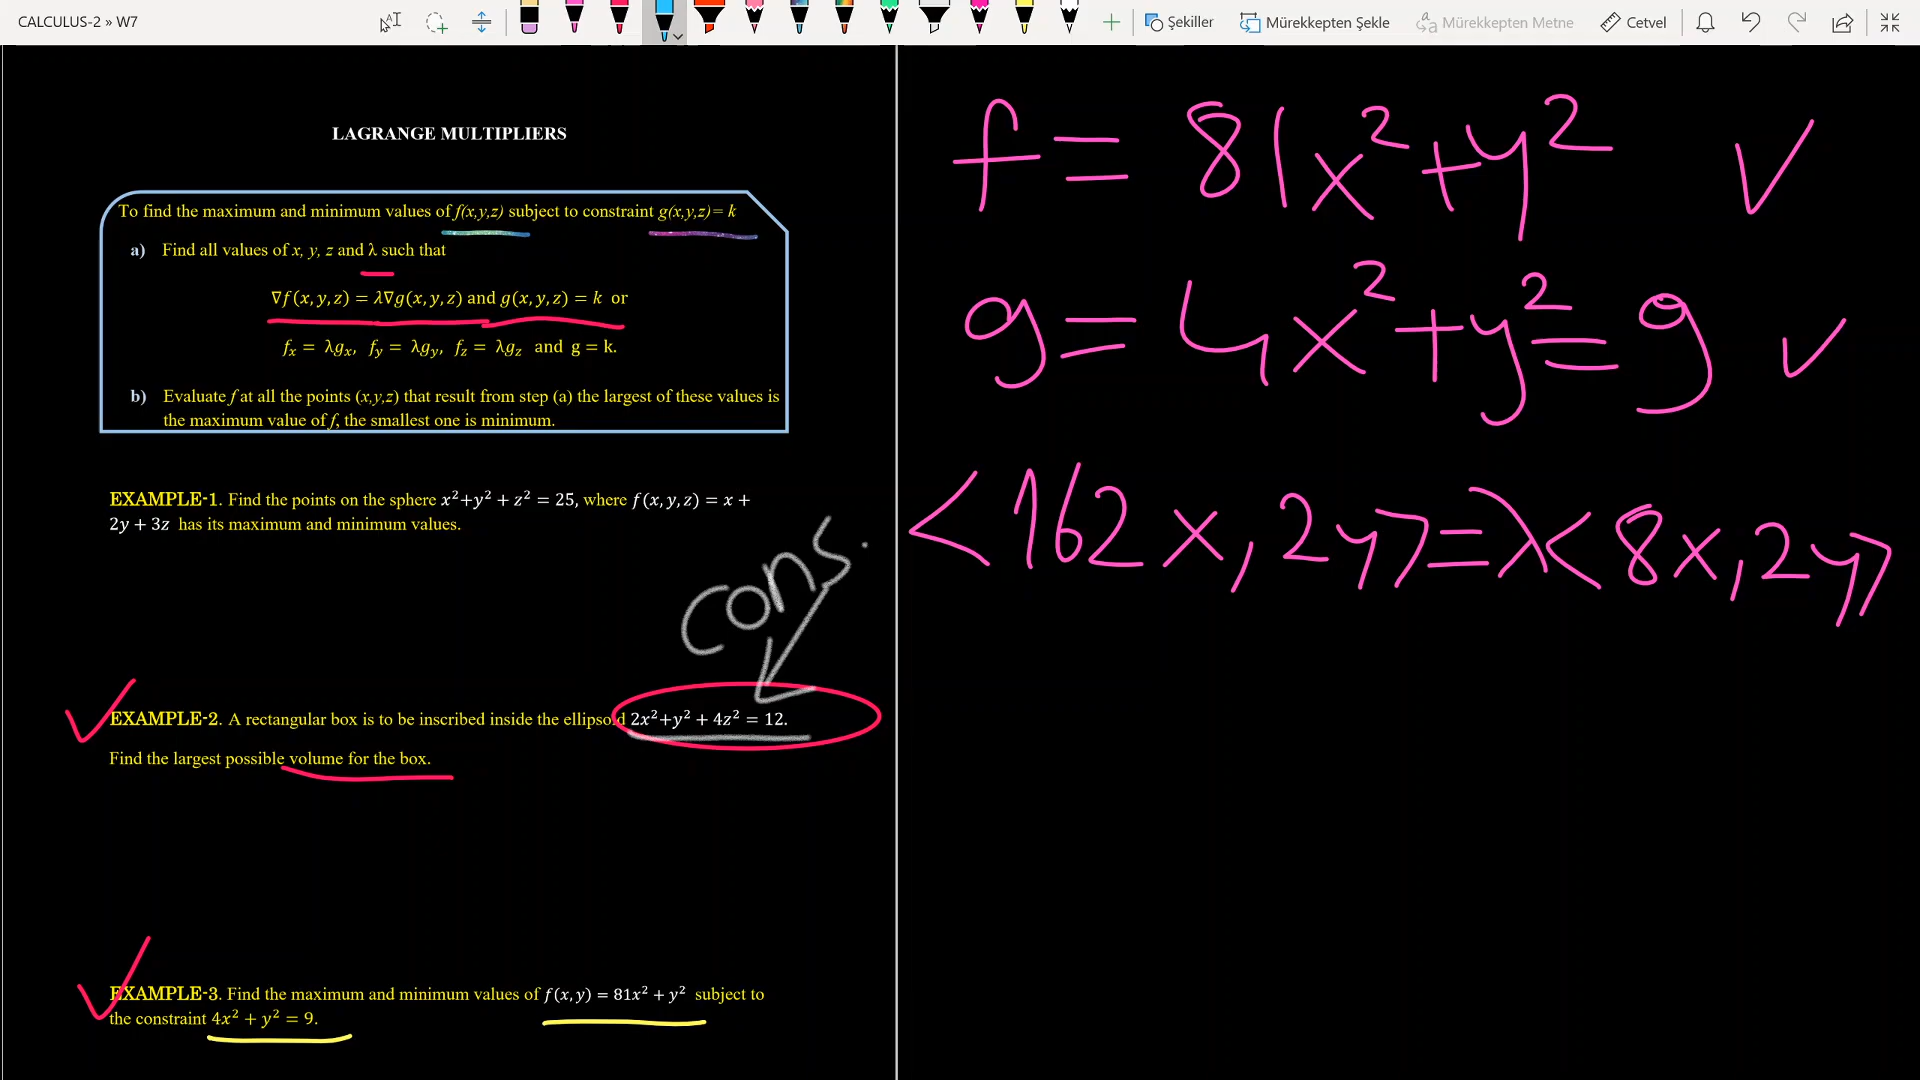 CALCULUS-2 » W7
Şekiller
Mürekkepten Şekle
Mürekkepten Metne
Cetvel
LAGRANGE MULTIPLIERS
To find the maximum and minimum values of f(x,y,z) subject to constraint g(x,y,z)= k
a) Find all values of x, y, z and λ such that
∇f(x, y, z) = λ∇g(x, y, z) and g(x, y, z) = k or
fₓ = λgₓ, f_y = λg_y, f_z = λg_z and g = k.
b) Evaluate f at all the points (x,y,z) that result from step (a) the largest of these values is
the maximum value of f, the smallest one is minimum.
EXAMPLE-1. Find the points on the sphere x²+y² + z² = 25, where f(x, y, z) = x +
2y + 3z has its maximum and minimum values.
cons.
EXAMPLE-2. A rectangular box is to be inscribed inside the ellipsoid 2x²+y² + 4z² = 12.
Find the largest possible volume for the box.
EXAMPLE-3. Find the maximum and minimum values of f(x, y) = 81x² + y² subject to
the constraint 4x² + y² = 9.
f = 81x² + y²
g = 4x² + y² = 9
<162x, 2y> = λ<8x, 2y>